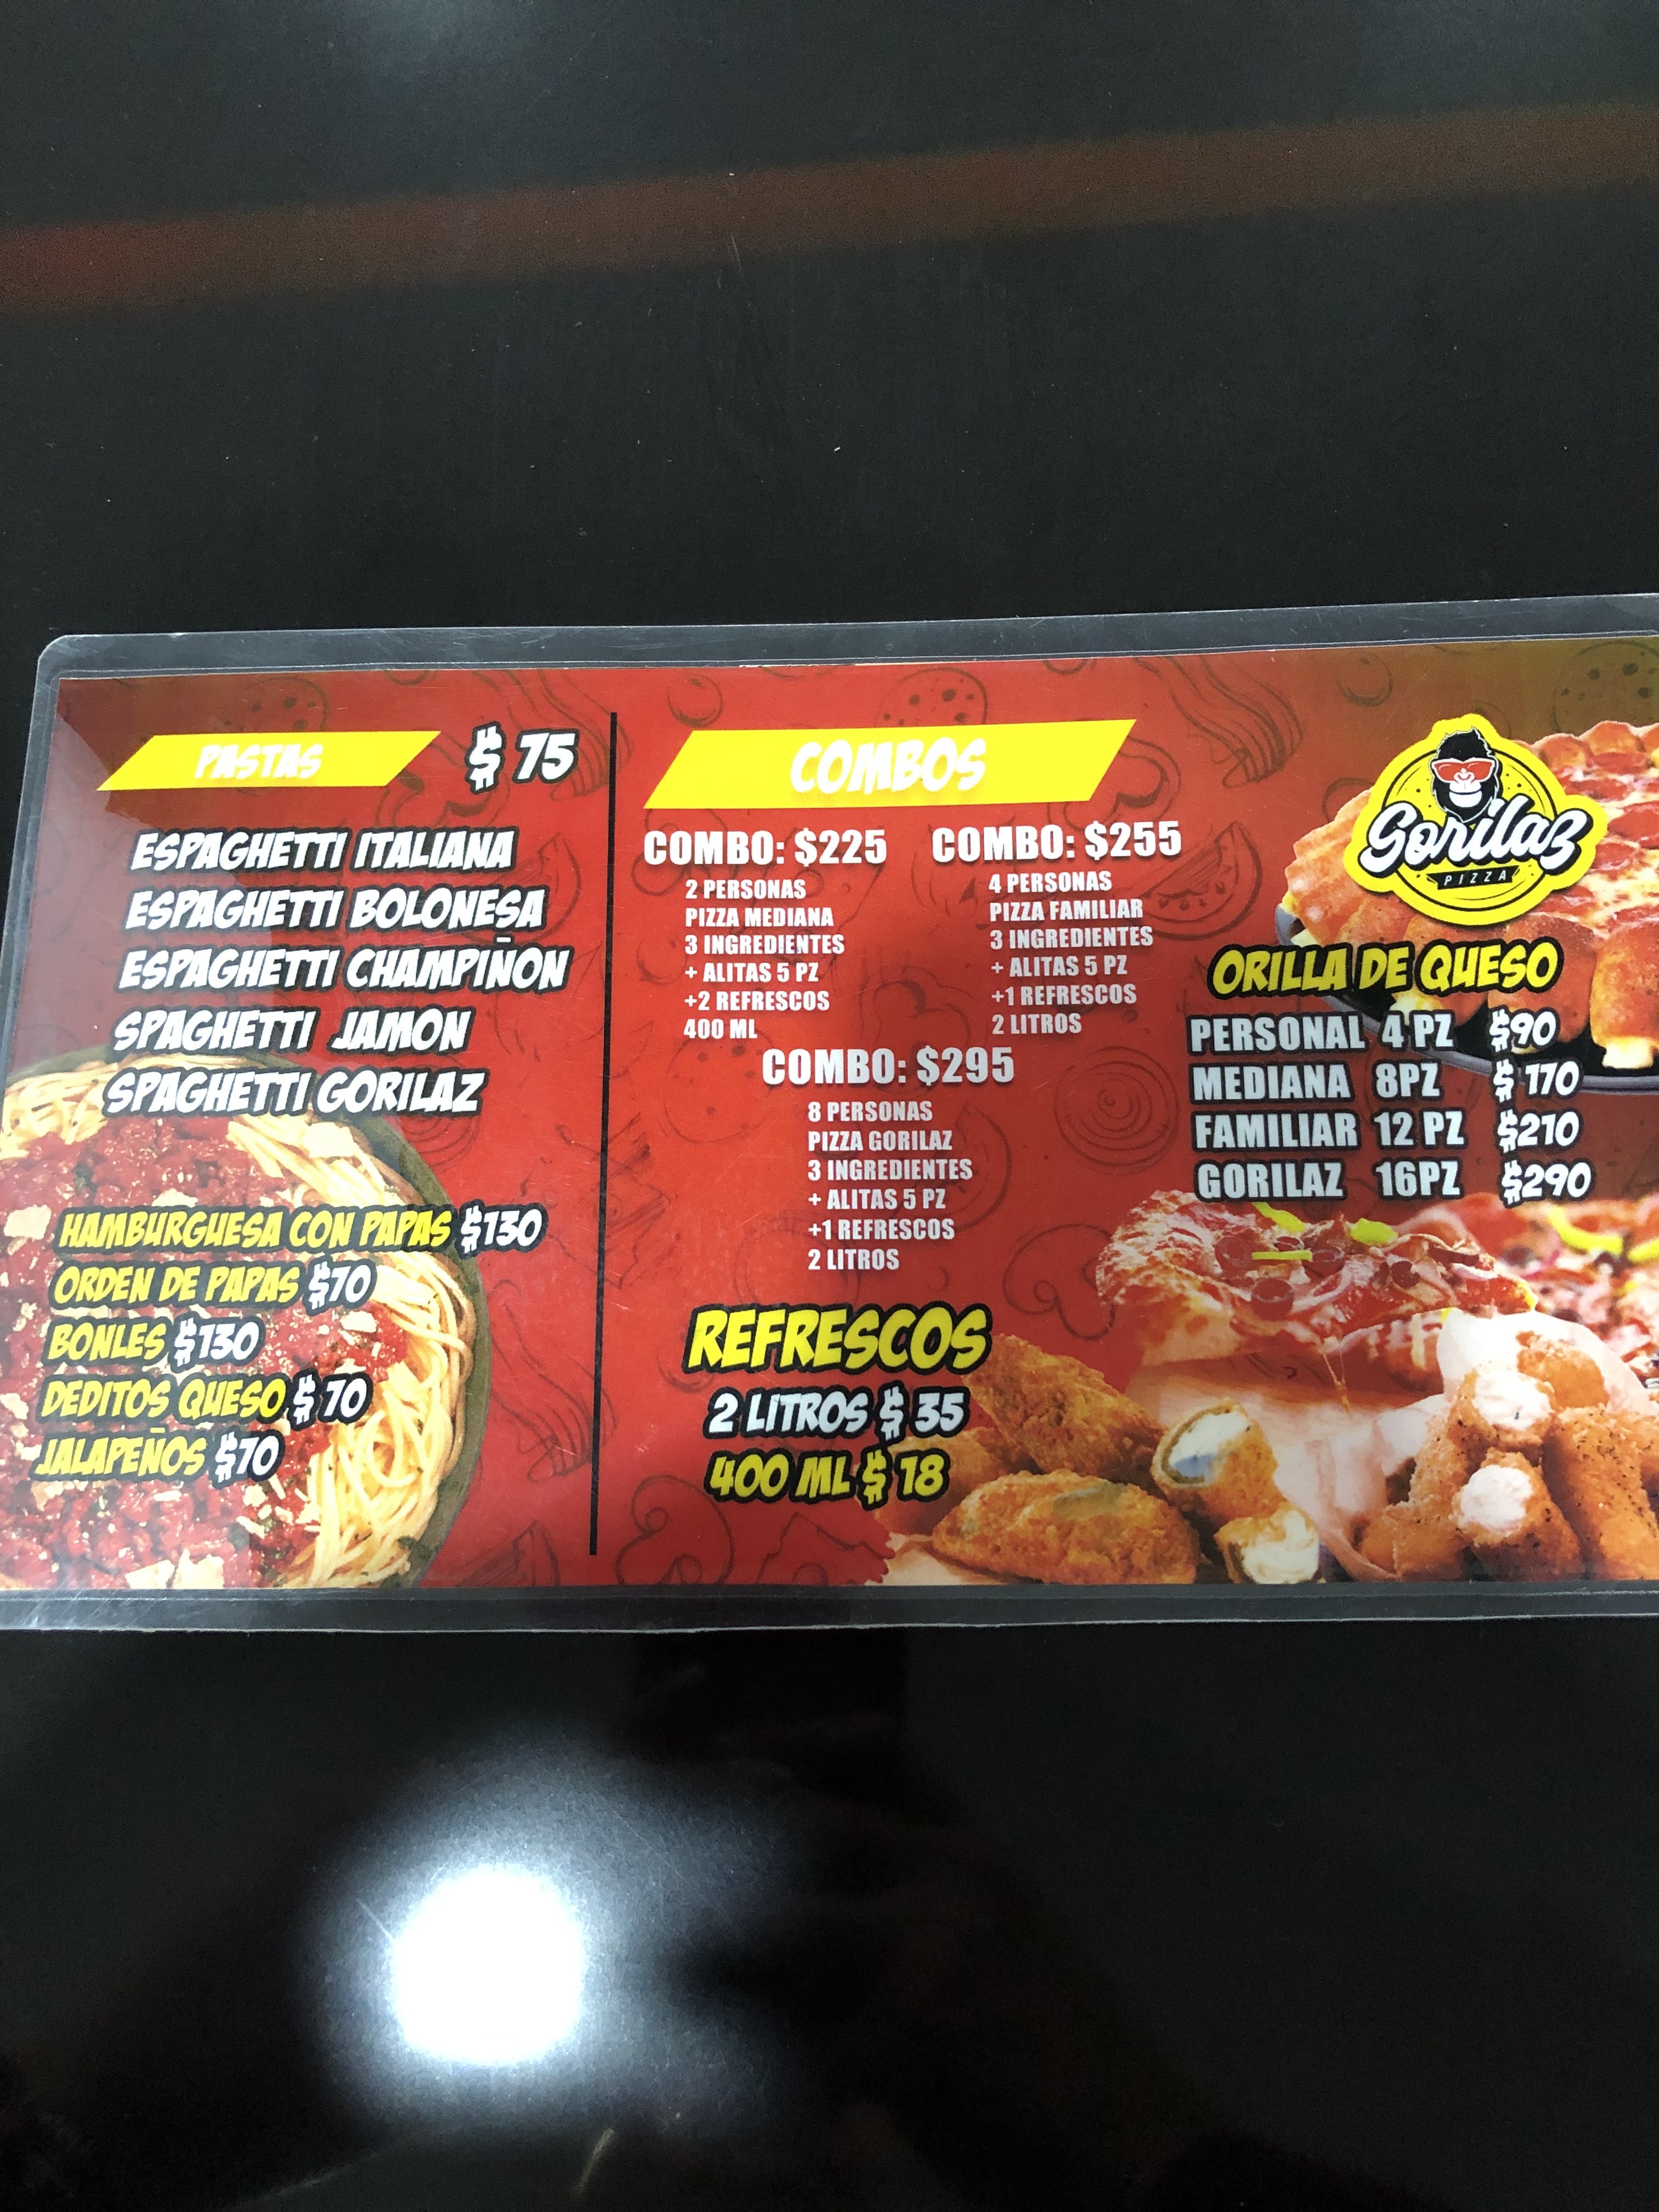 PASTAS $ 75
ESPAGHETTI ITALIANA
ESPAGHETTI BOLONESA
ESPAGHETTI CHAMPIÑON
SPAGHETTI JAMON
SPAGHETTI GORILAZ
HAMBURGUESA CON PAPAS $130
ORDEN DE PAPAS $70
BONLES $130
DEDITOS QUESO $ 70
JALAPEÑOS $70
COMBOS
COMBO: $225
2 PERSONAS
PIZZA MEDIANA
3 INGREDIENTES
+ ALITAS 5 PZ
+2 REFRESCOS
400 ML
COMBO: $255
4 PERSONAS
PIZZA FAMILIAR
3 INGREDIENTES
+ ALITAS 5 PZ
+1 REFRESCOS
2 LITROS
COMBO: $295
8 PERSONAS
PIZZA GORILAZ
3 INGREDIENTES
+ ALITAS 5 PZ
+1 REFRESCOS
2 LITROS
REFRESCOS
2 LITROS $ 35
400 ML $ 18
Gorilaz
PIZZA
ORILLA DE QUESO
PERSONAL 4 PZ $90
MEDIANA 8PZ $ 170
FAMILIAR 12 PZ $210
GORILAZ 16PZ $290